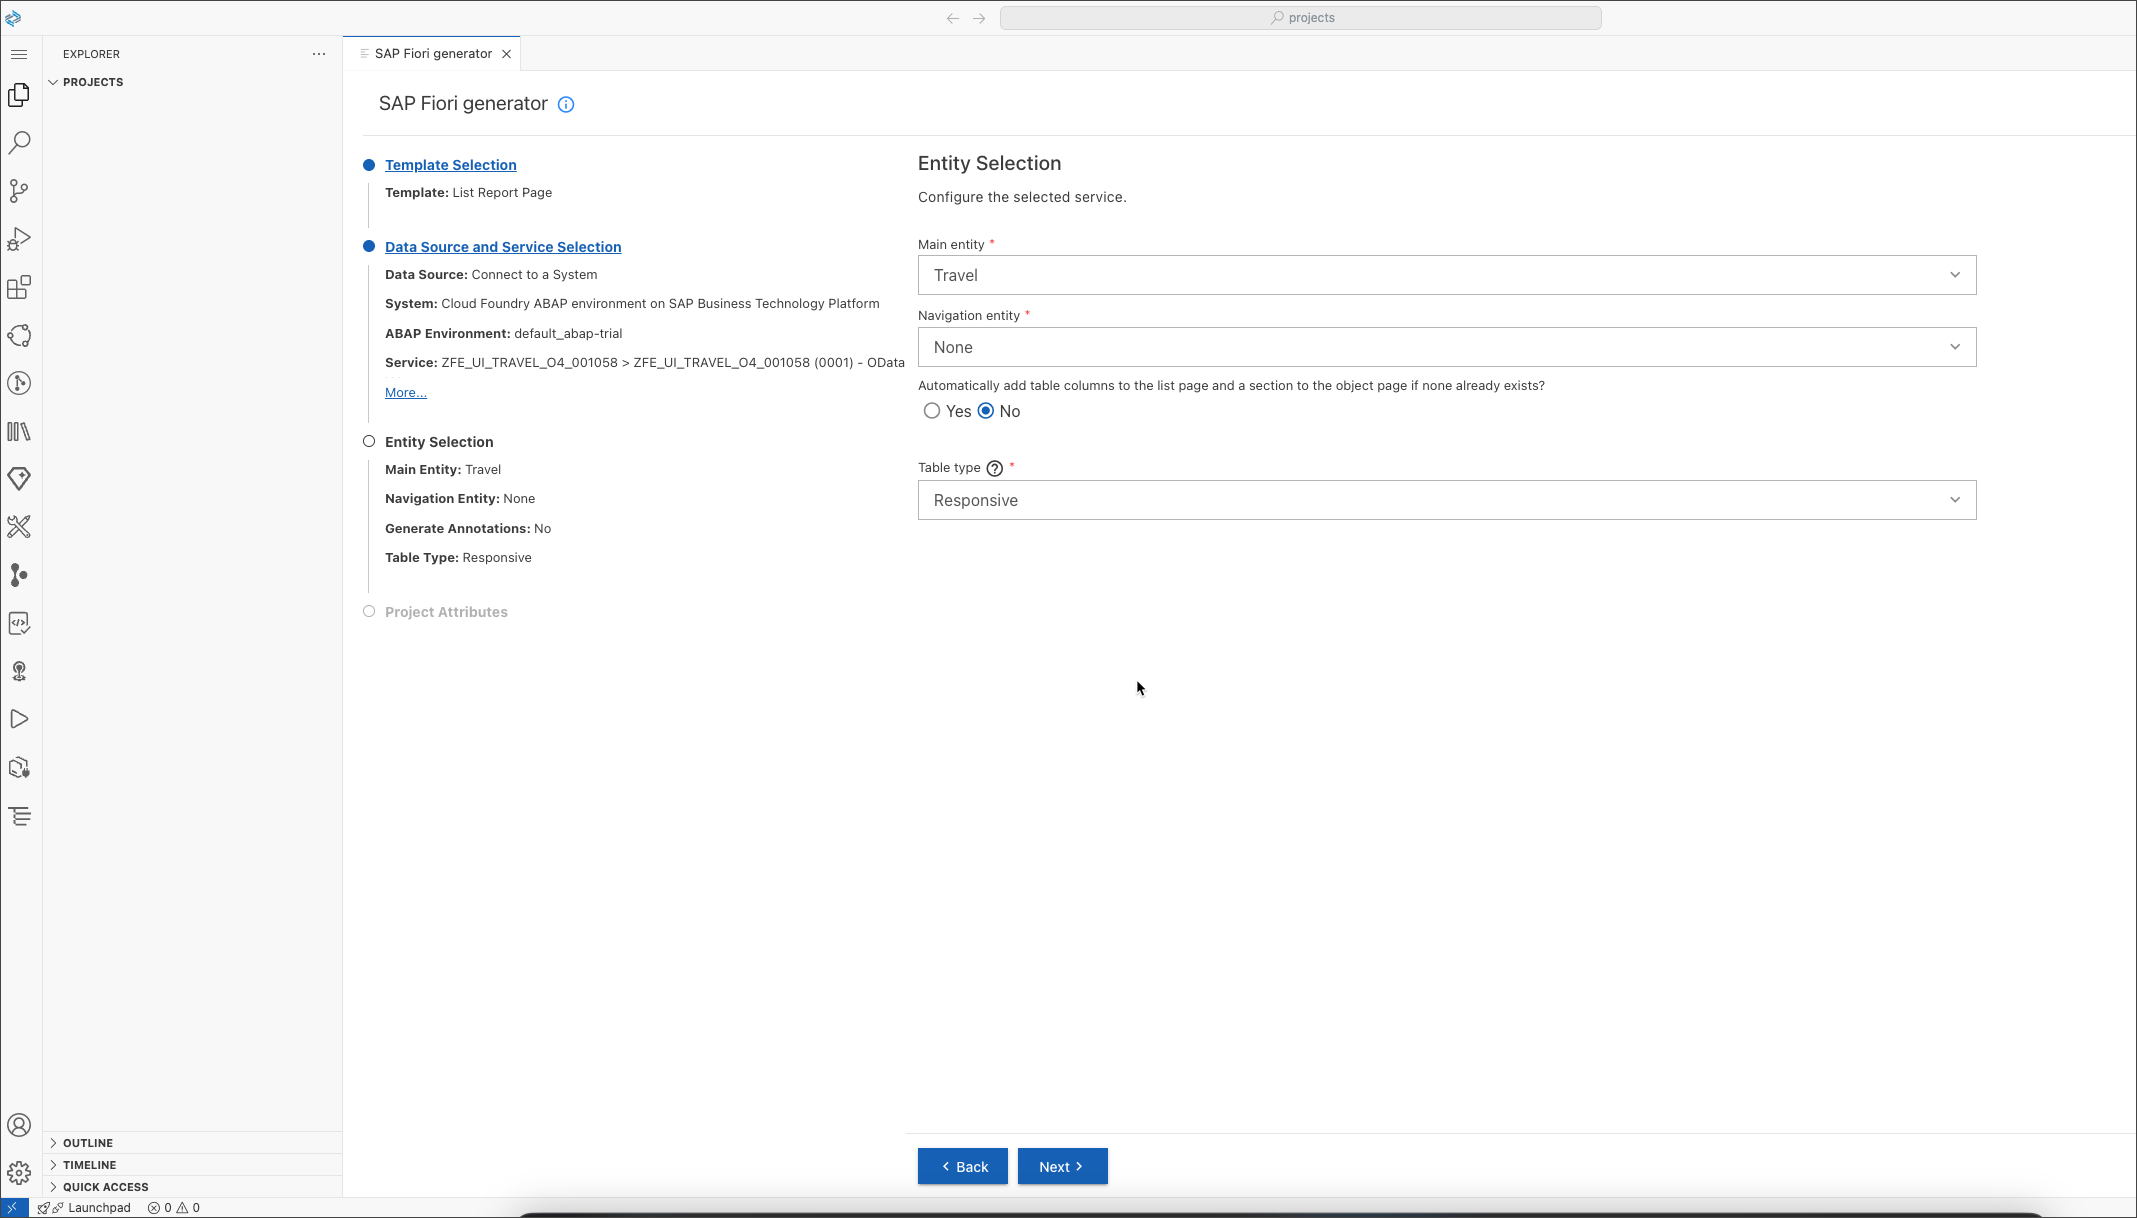 projects
EXPLORER
PROJECTS
SAP Fiori generator
SAP Fiori generator
Template Selection
Template: List Report Page
Data Source and Service Selection
Data Source: Connect to a System
System: Cloud Foundry ABAP environment on SAP Business Technology Platform
ABAP Environment: default_abap-trial
Service: ZFE_UI_TRAVEL_O4_001058 > ZFE_UI_TRAVEL_O4_001058 (0001) - OData
More...
Entity Selection
Main Entity: Travel
Navigation Entity: None
Generate Annotations: No
Table Type: Responsive
Project Attributes
Entity Selection
Configure the selected service.
Main entity *
Travel
Navigation entity *
None
Automatically add table columns to the list page and a section to the object page if none already exists?
Yes No
Table type ? *
Responsive
Back Next
OUTLINE
TIMELINE
QUICK ACCESS
Launchpad 0 0